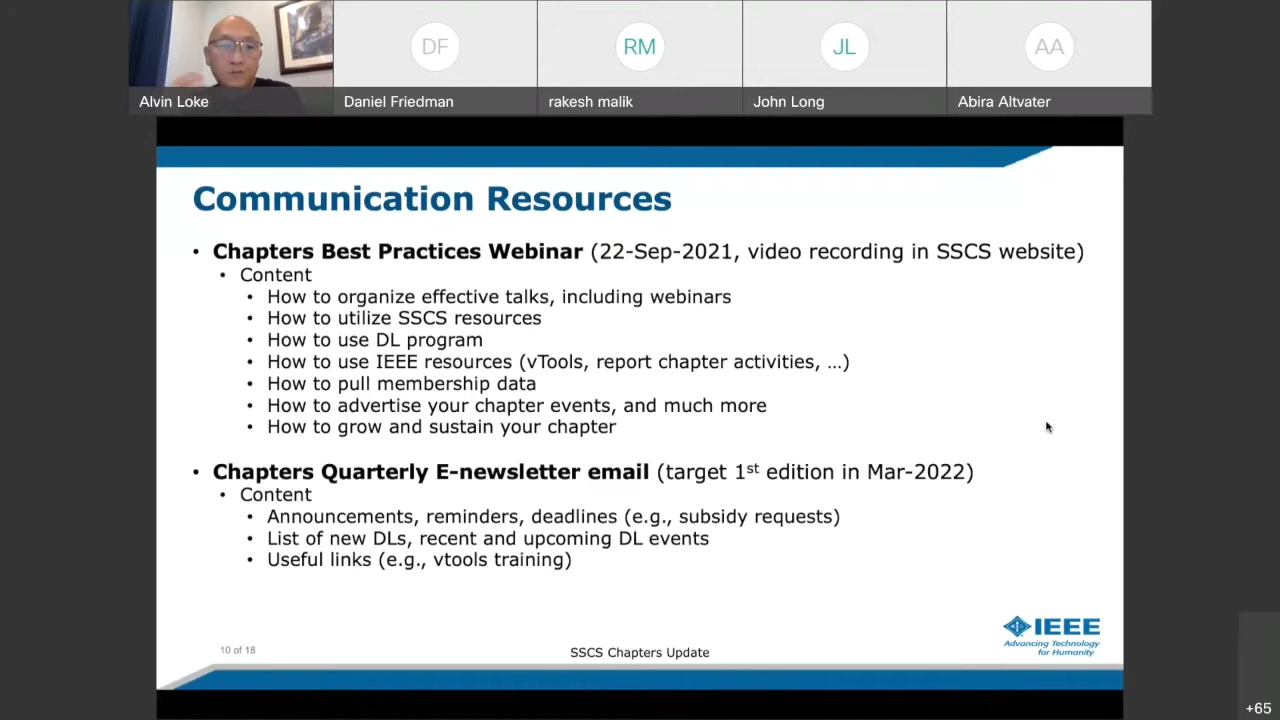 DF
RM
JL
AA
Alvin Loke
Daniel Friedman
rakesh malik
John Long
Abira Altvater
Communication Resources
• Chapters Best Practices Webinar (22-Sep-2021, video recording in SSCS website)
• Content
• How to organize effective talks, including webinars
• How to utilize SSCS resources
• How to use DL program
• How to use IEEE resources (vTools, report chapter activities, …)
• How to pull membership data
• How to advertise your chapter events, and much more
• How to grow and sustain your chapter
• Chapters Quarterly E-newsletter email (target 1st edition in Mar-2022)
• Content
• Announcements, reminders, deadlines (e.g., subsidy requests)
• List of new DLs, recent and upcoming DL events
• Useful links (e.g., vtools training)
IEEE
Advancing Technology
for Humanity
10 of 18
SSCS Chapters Update
+65